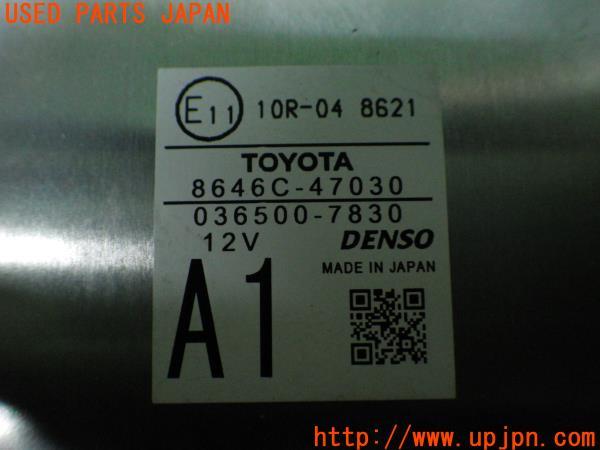 USED PARTS JAPAN
E11 10R-04 8621
TOYOTA
8646C-47030
036500-7830
12V DENSO
MADE IN JAPAN
A1
http://www.upjpn.com/